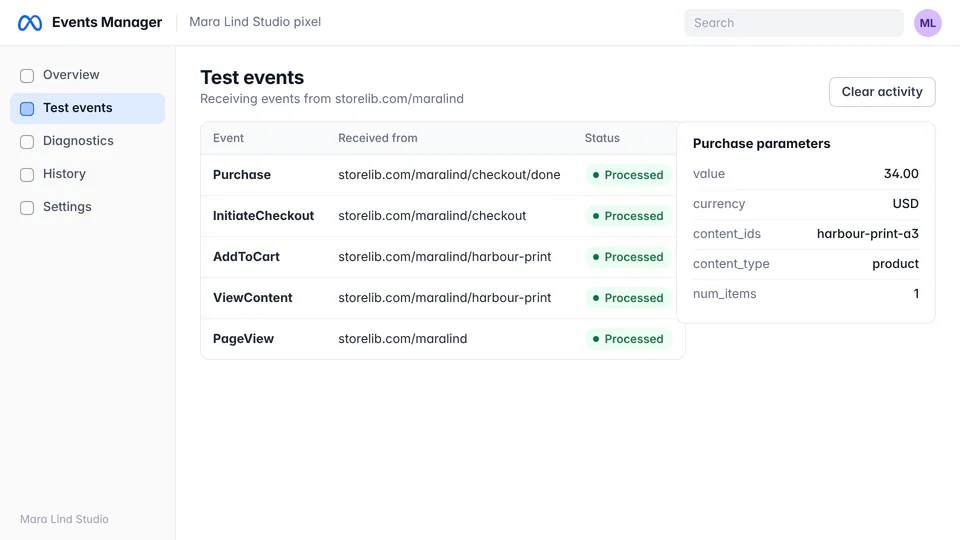 Events Manager
Mara Lind Studio pixel
Search
ML
Overview
Test events
Diagnostics
History
Settings
Mara Lind Studio
Test events
Receiving events from storelib.com/maralind
Clear activity
Event Received from Status
Purchase storelib.com/maralind/checkout/done Processed
InitiateCheckout storelib.com/maralind/checkout Processed
AddToCart storelib.com/maralind/harbour-print Processed
ViewContent storelib.com/maralind/harbour-print Processed
PageView storelib.com/maralind Processed
Purchase parameters
value 34.00
currency USD
content_ids harbour-print-a3
content_type product
num_items 1